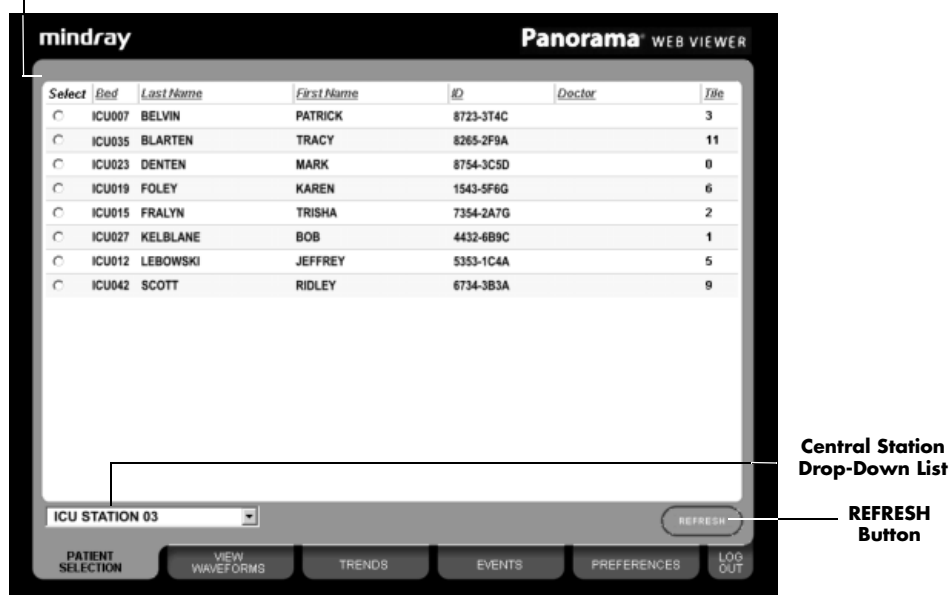 mindray
Panorama WEB VIEWER
Select Bed Last Name First Name ID Doctor Tile
ICU007 BELVIN PATRICK 8723-3T4C 3
ICU035 BLARTEN TRACY 8265-2F9A 11
ICU023 DENTEN MARK 8754-3C5D 0
ICU019 FOLEY KAREN 1543-5F6G 6
ICU015 FRALYN TRISHA 7354-2A7G 2
ICU027 KELBLANE BOB 4432-6B9C 1
ICU012 LEBOWSKI JEFFREY 5353-1C4A 5
ICU042 SCOTT RIDLEY 6734-3B3A 9
Central Station
Drop-Down List
ICU STATION 03
REFRESH
REFRESH
Button
PATIENT
SELECTION
VIEW
WAVEFORMS
TRENDS
EVENTS
PREFERENCES
LOG
OUT